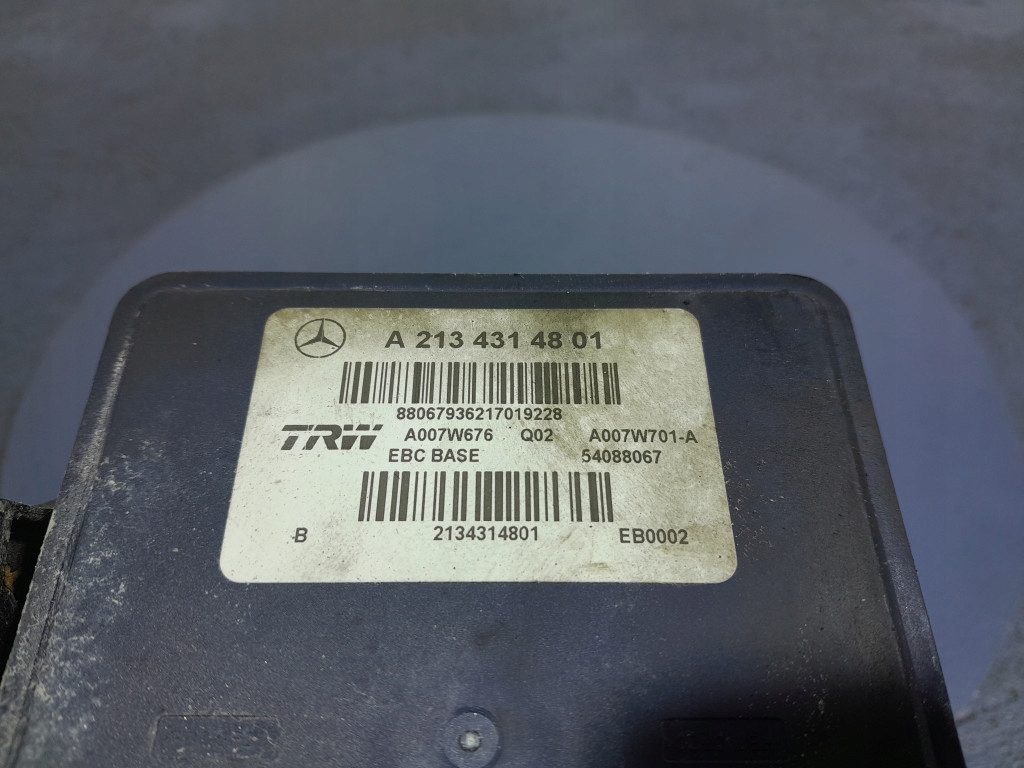 A 213 431 48 01
88067936217019228
TRW A007W676 Q02 A007W701-A
EBC BASE 54088067
B 2134314801 EB0002